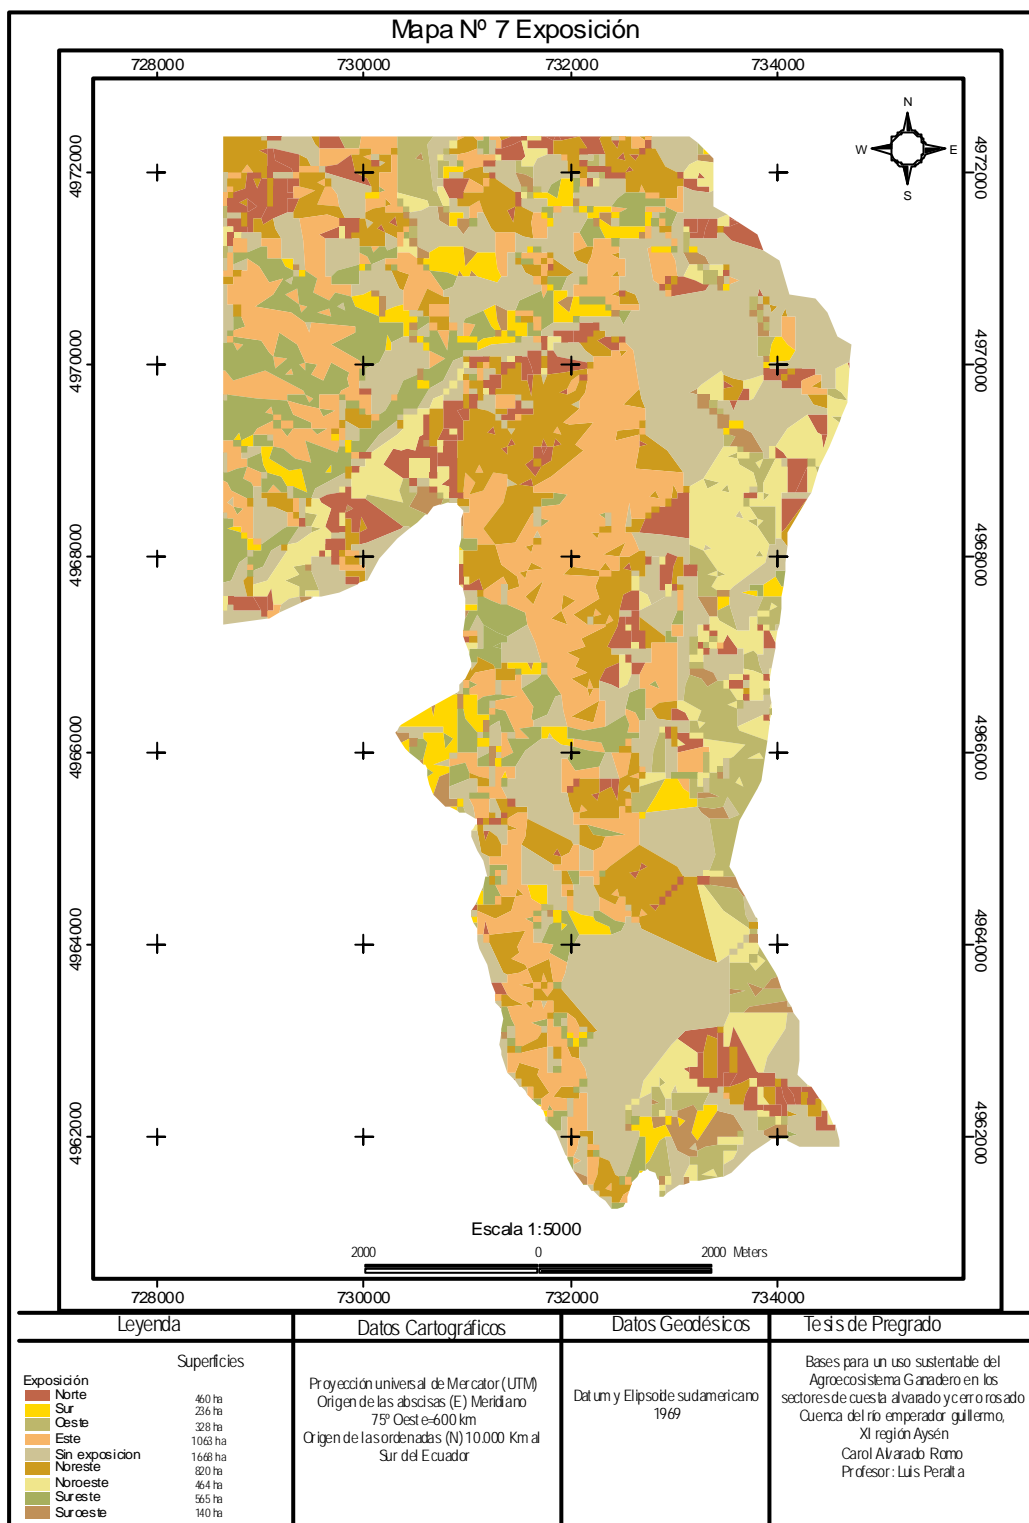 Mapa Nº 7 Exposición
728000 730000 732000 734000
N
W E
S
4972000 4972000
4970000 4970000
4968000 4968000
4966000 4966000
4964000 4964000
4962000 4962000
Escala 1:5000
2000 0 2000 Meters
728000 730000 732000 734000
Leyenda
Superficies
Exposición
Norte 460 ha
Sur 236 ha
Oeste 328 ha
Este 1063 ha
Sin exposicion 1668 ha
Noreste 820 ha
Noroeste 464 ha
Sureste 565 ha
Suroeste 140 ha
Datos Cartográficos
Proyección universal de Mercator (UTM)
Origen de las abscisas (E) Meridiano
75º Oeste=600 km
Origen de las ordenadas (N) 10.000 Km al
Sur del Ecuador
Datos Geodésicos
Datum y Elipsoide sudamericano
1969
Tesis de Pregrado
Bases para un uso sustentable del
Agroecosistema Ganadero en los
sectores de cuesta alvarado y cerro rosado
Cuenca del río emperador guillermo,
XI región Aysén
Carol Alvarado Romo
Profesor: Luis Peralta